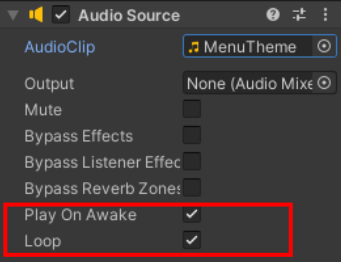 Audio Source
AudioClip MenuTheme
Output None (Audio Mixe
Mute
Bypass Effects
Bypass Listener Effec
Bypass Reverb Zones
Play On Awake
Loop